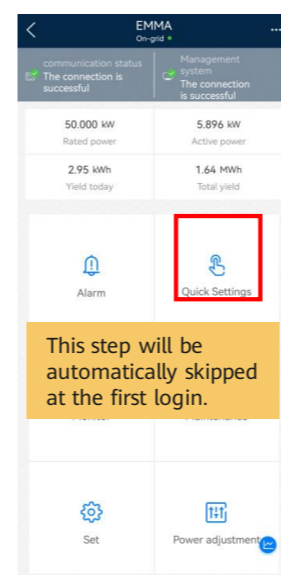 EMMA
On-grid
communication status
The connection is
successful
Management
system
The connection
is successful
50.000 kW
Rated power
5.896 kW
Active power
2.95 kWh
Yield today
1.64 MWh
Total yield
Alarm
Quick Settings
This step will be
automatically skipped
at the first login.
Set
Power adjustment